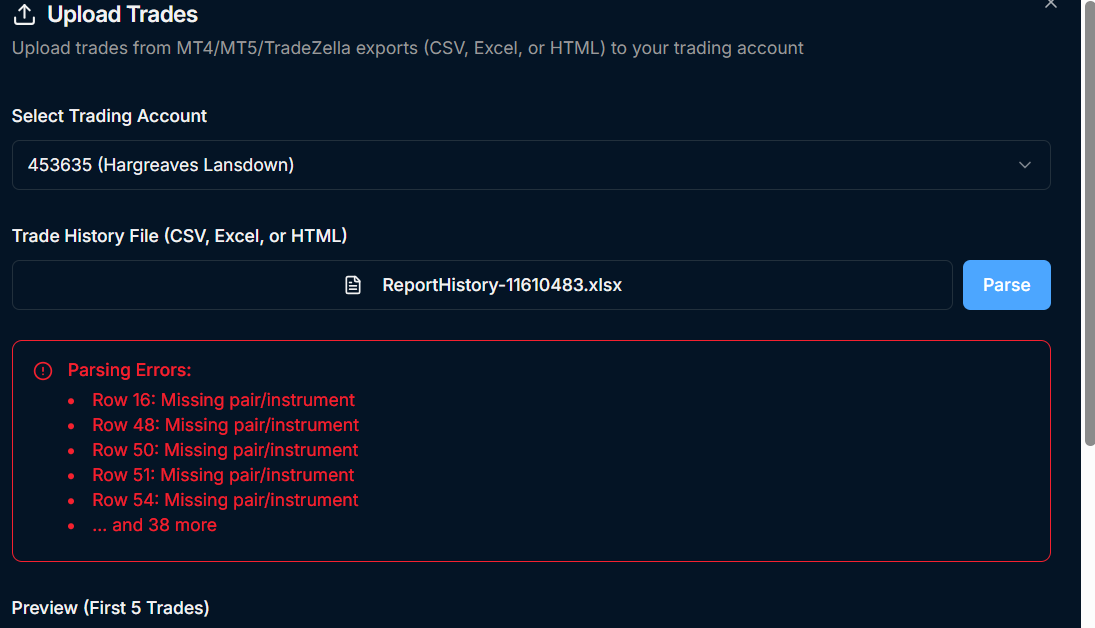 Upload Trades
Upload trades from MT4/MT5/TradeZella exports (CSV, Excel, or HTML) to your trading account
Select Trading Account
453635 (Hargreaves Lansdown)
Trade History File (CSV, Excel, or HTML)
ReportHistory-11610483.xlsx
Parse
Parsing Errors:
Row 16: Missing pair/instrument
Row 48: Missing pair/instrument
Row 50: Missing pair/instrument
Row 51: Missing pair/instrument
Row 54: Missing pair/instrument
... and 38 more
Preview (First 5 Trades)